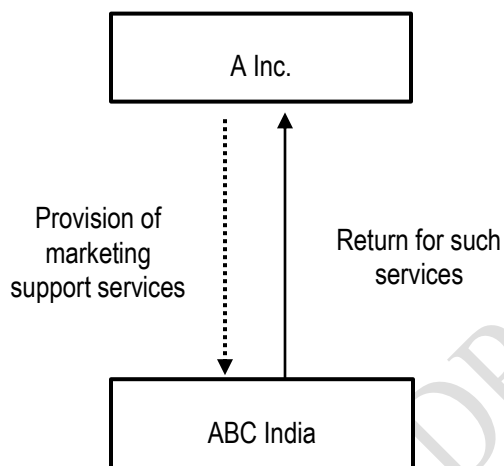 A Inc.
Provision of
marketing
support services
Return for such
services
ABC India